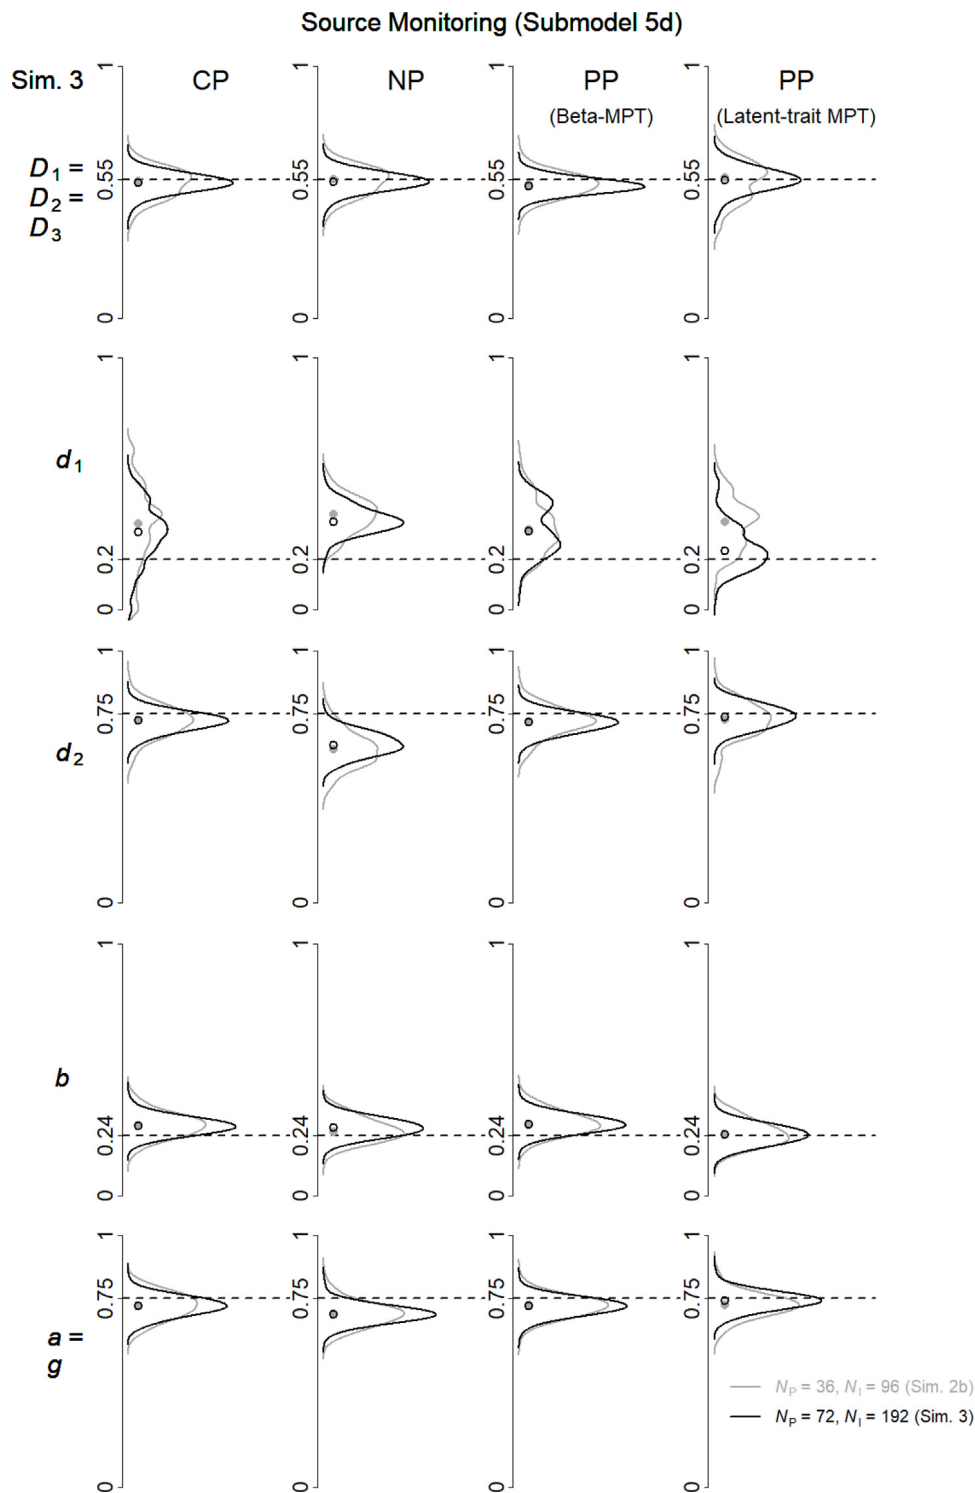 Source Monitoring (Submodel 5d)
Sim. 3 CP NP PP PP
(Beta-MPT) (Latent-trait MPT)
D1 =
D2 =
D3
1 0.55 0 1 0.55 0 1 0.55 0 1 0.55 0
d1
1 0.2 0 1 0.2 0 1 0.2 0 1 0.2 0
d2
1 0.75 0 1 0.75 0 1 0.75 0 1 0.75 0
b
1 0.24 0 1 0.24 0 1 0.24 0 1 0.24 0
a =
g
1 0.75 0 1 0.75 0 1 0.75 0 1 0.75 0
NP = 36, NI = 96 (Sim. 2b)
NP = 72, NI = 192 (Sim. 3)